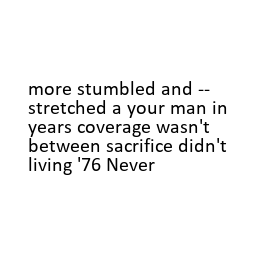 more stumbled and --
stretched a your man in
years coverage wasn't
between sacrifice didn't
living '76 Never